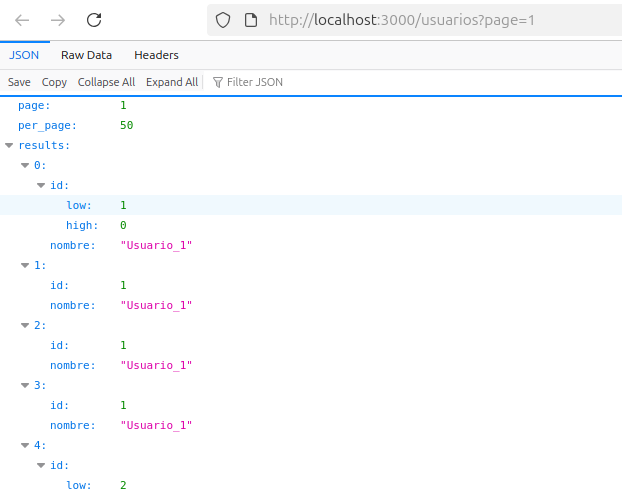 http://localhost:3000/usuarios?page=1
JSON Raw Data Headers
Save Copy Collapse All Expand All Filter JSON
page: 1
per_page: 50
results:
0:
id:
low: 1
high: 0
nombre: "Usuario_1"
1:
id: 1
nombre: "Usuario_1"
2:
id: 1
nombre: "Usuario_1"
3:
id: 1
nombre: "Usuario_1"
4:
id:
low: 2